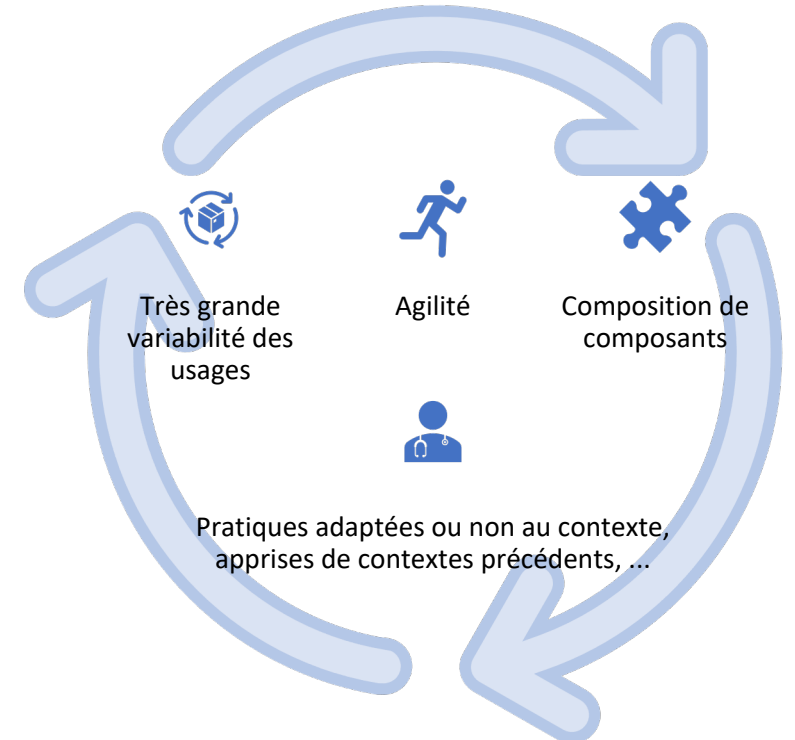 Très grande
variabilité des
usages
Agilité
Composition de
composants
Pratiques adaptées ou non au contexte,
apprises de contextes précédents, ...